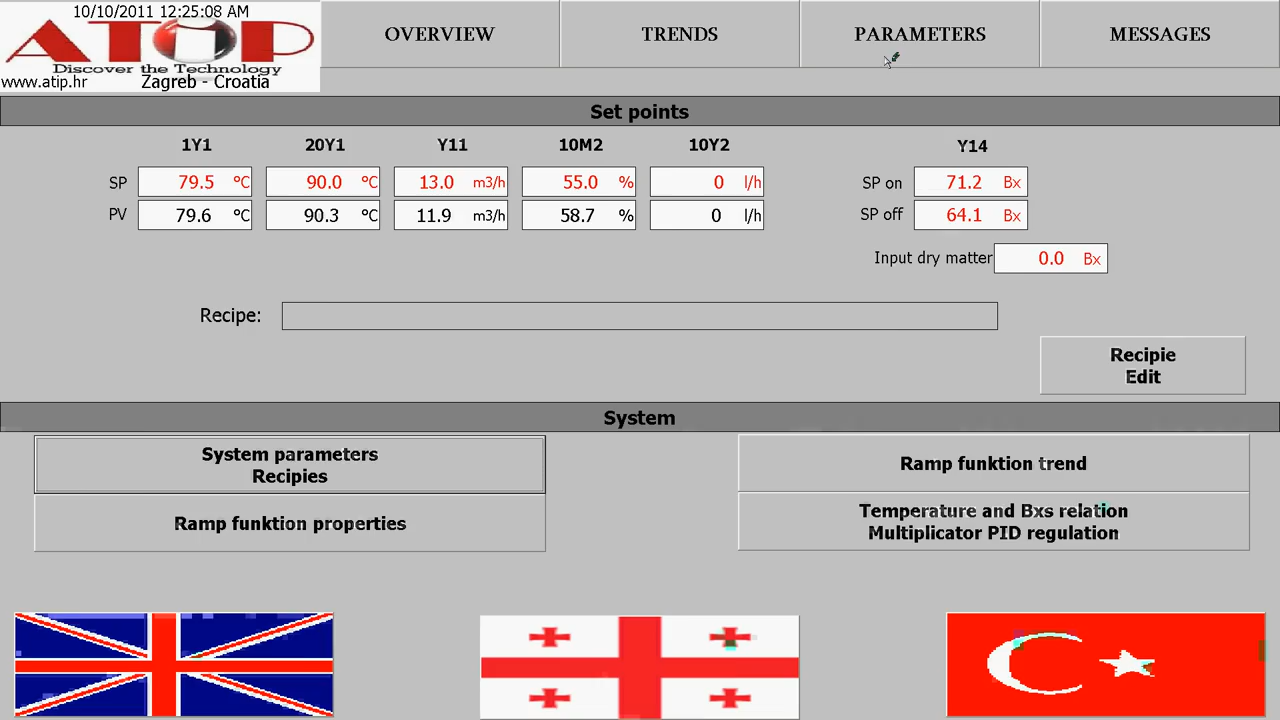 10/10/2011 12:25:08 AM
ATIP
Discover the Technology
www.atip.hr Zagreb - Croatia
OVERVIEW TRENDS PARAMETERS MESSAGES
Set points
1Y1 20Y1 Y11 10M2 10Y2 Y14
SP 79.5 °C 90.0 °C 13.0 m3/h 55.0 % 0 l/h SP on 71.2 Bx
PV 79.6 °C 90.3 °C 11.9 m3/h 58.7 % 0 l/h SP off 64.1 Bx
Input dry matter 0.0 Bx
Recipe:
Recipie
Edit
System
System parameters
Recipies
Ramp funktion trend
Ramp funktion properties
Temperature and Bxs relation
Multiplicator PID regulation